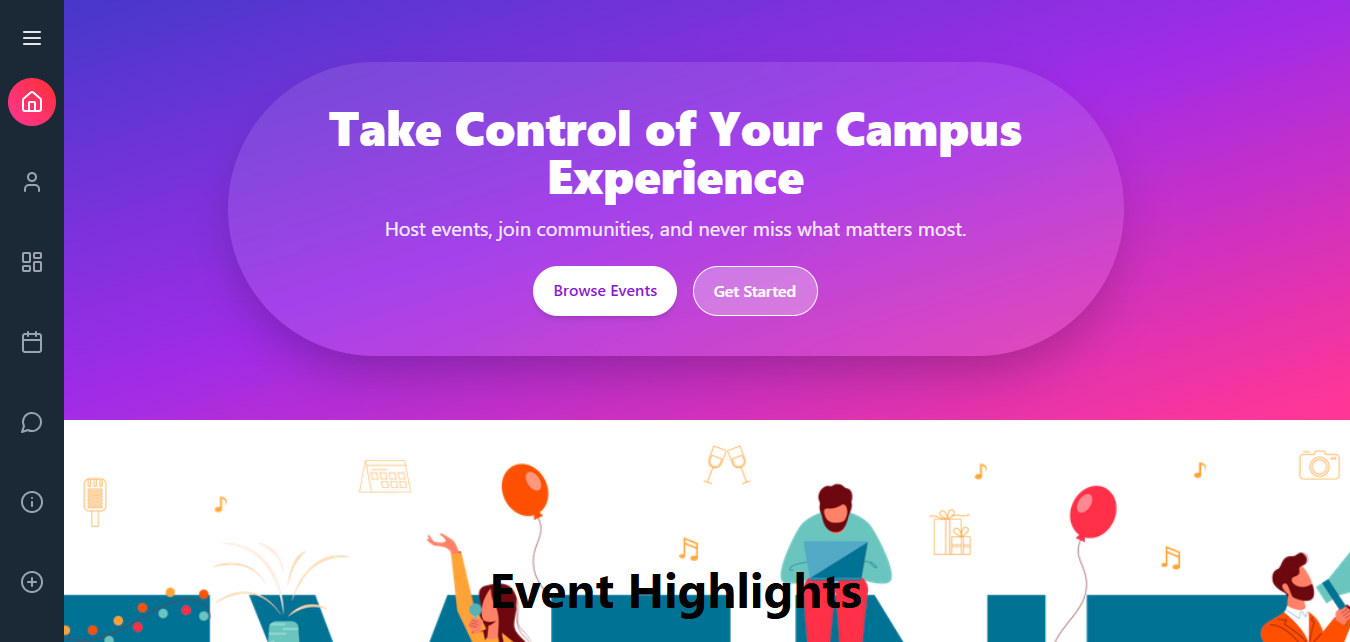 Take Control of Your Campus
Experience
Host events, join communities, and never miss what matters most.
Browse Events
Get Started
Event Highlights